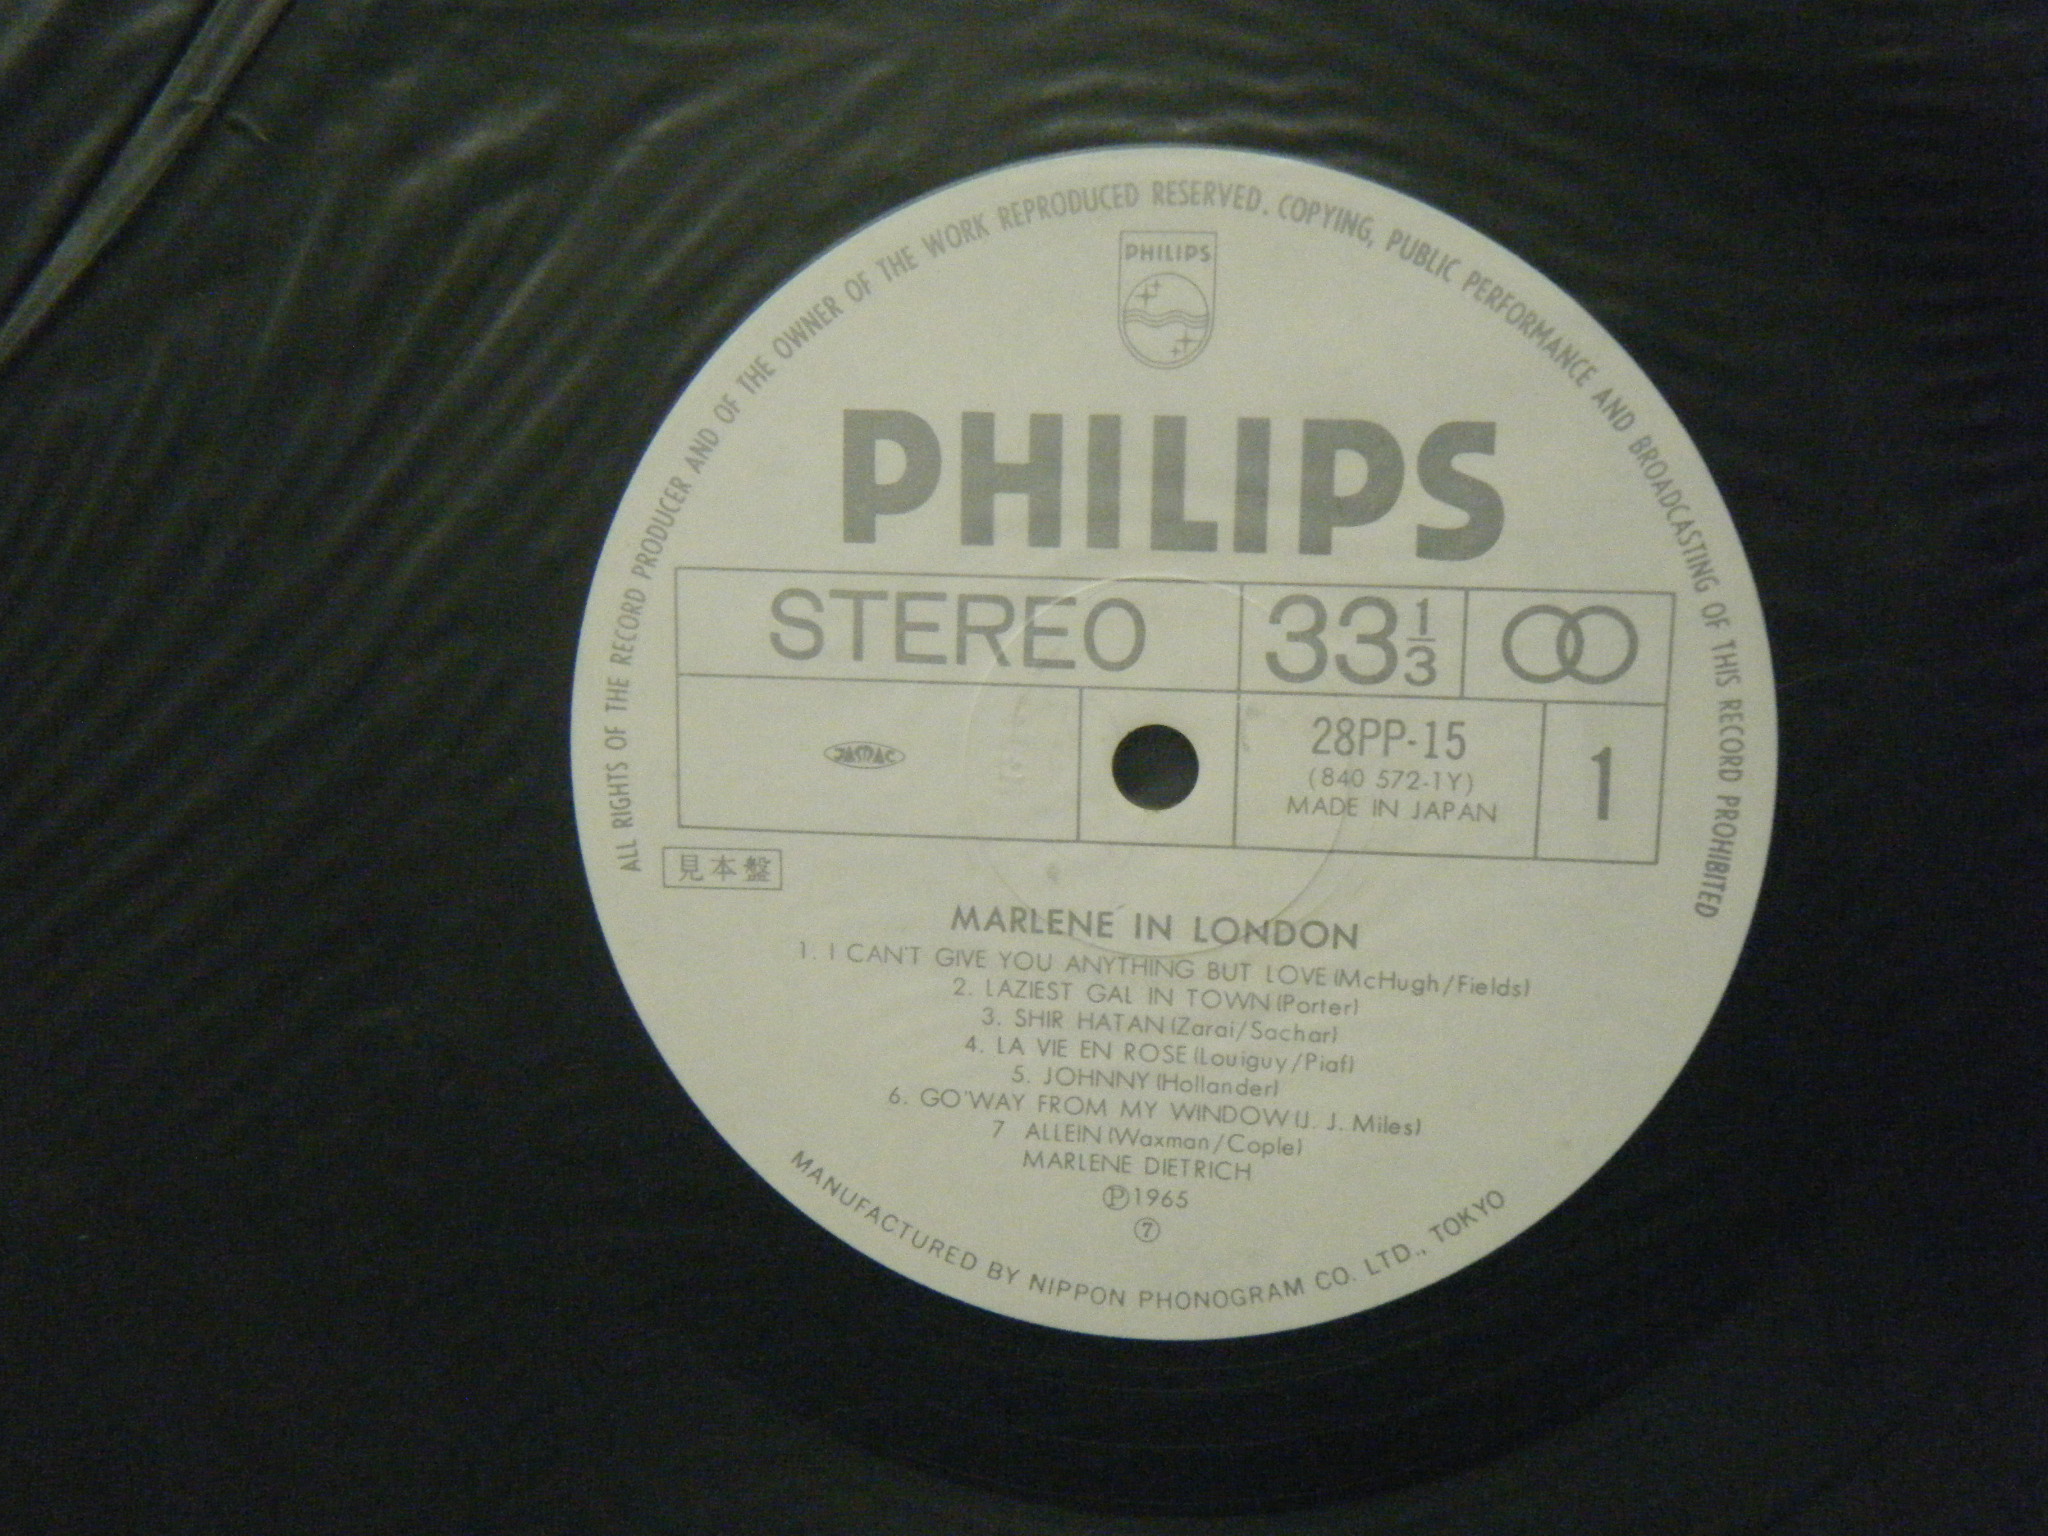 ALL RIGHTS OF THE RECORD PRODUCER AND OF THE OWNER OF THE WORK REPRODUCED RESERVED. COPYING, PUBLIC PERFORMANCE AND BROADCASTING OF THIS RECORD PROHIBITED
PHILIPS
PHILIPS
STEREO
33 1/3
JASRAC
28PP-15
(840 572-1Y)
MADE IN JAPAN
1
見本盤
MARLENE IN LONDON
1. I CAN'T GIVE YOU ANYTHING BUT LOVE (McHugh/Fields)
2. LAZIEST GAL IN TOWN (Porter)
3. SHIR HATAN (Zarai/Sachar)
4. LA VIE EN ROSE (Louiguy/Piaf)
5. JOHNNY (Hollander)
6. GO'WAY FROM MY WINDOW (J. J. Miles)
7 ALLEIN (Waxman/Cople)
MARLENE DIETRICH
Ⓟ1965
⑦
MANUFACTURED BY NIPPON PHONOGRAM CO. LTD., TOKYO